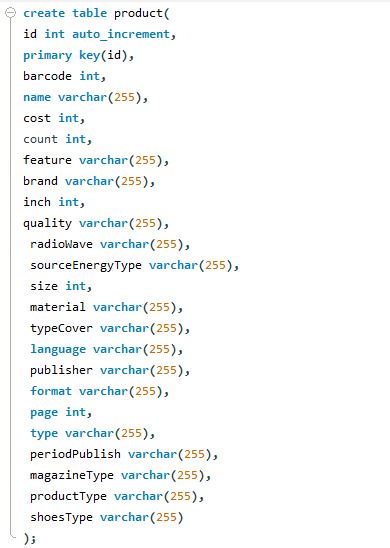 create table product(
id int auto_increment,
primary key(id),
barcode int,
name varchar(255),
cost int,
count int,
feature varchar(255),
brand varchar(255),
inch int,
quality varchar(255),
radioWave varchar(255),
sourceEnergyType varchar(255),
size int,
material varchar(255),
typeCover varchar(255),
language varchar(255),
publisher varchar(255),
format varchar(255),
page int,
type varchar(255),
periodPublish varchar(255),
magazineType varchar(255),
productType varchar(255),
shoesType varchar(255)
);